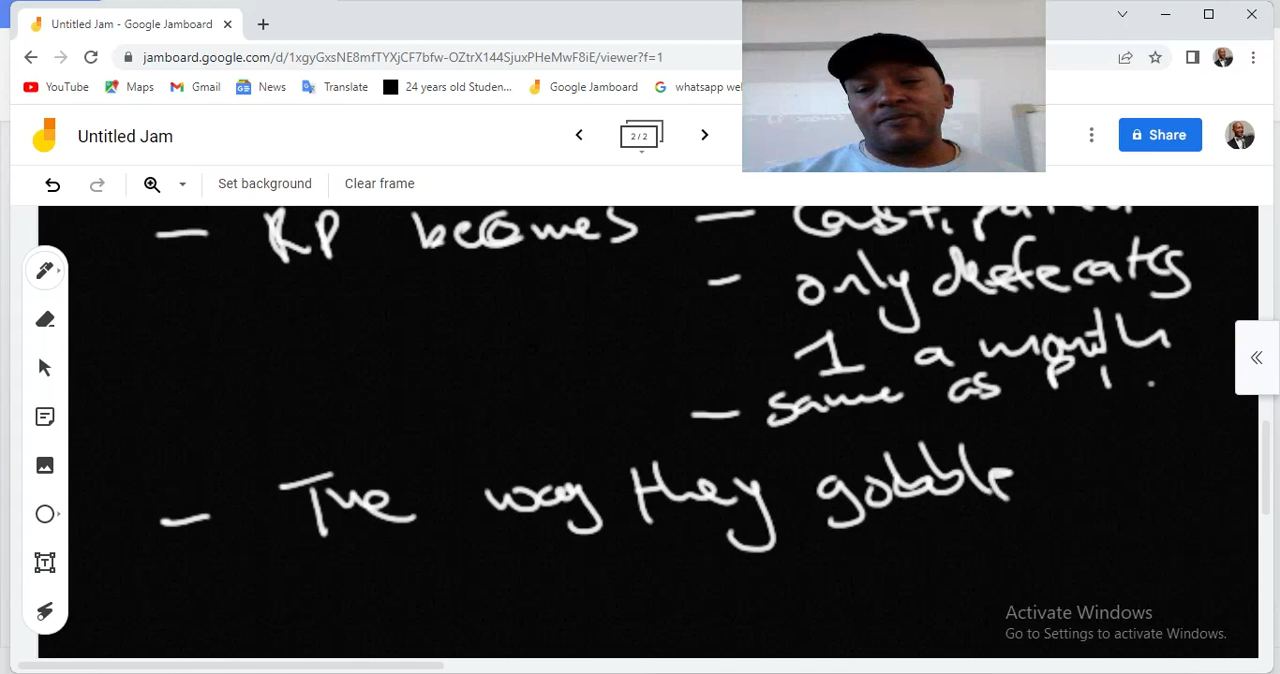 Untitled Jam - Google Jamboard
jamboard.google.com/d/1xgyGxsNE8mfTYXjCF7bfw-OZtrX144SjuxPHeMwF8iE/viewer?f=1
YouTube Maps Gmail News Translate 24 years old Studen... Google Jamboard whatsapp we
Untitled Jam
2/2
Share
Set background Clear frame
- RP becomes -
- only defecates
1 a month
- same as
- The way they gobble
Activate Windows
Go to Settings to activate Windows.